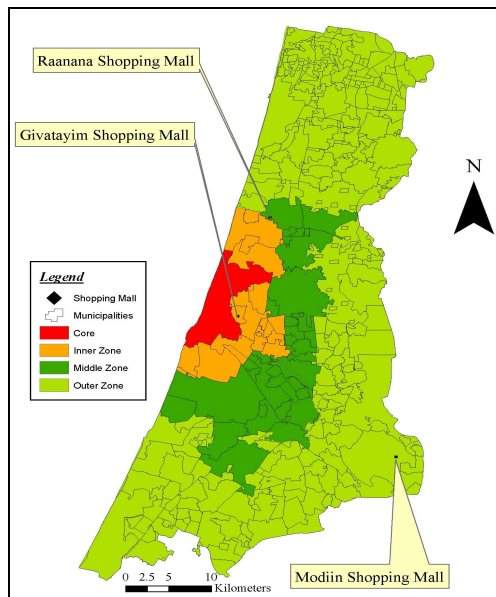 Raanana Shopping Mall
Givatayim Shopping Mall
N
Legend
Shopping Mall
Municipalities
Core
Inner Zone
Middle Zone
Outer Zone
Modiin Shopping Mall
0 2.5 5 10
Kilometers